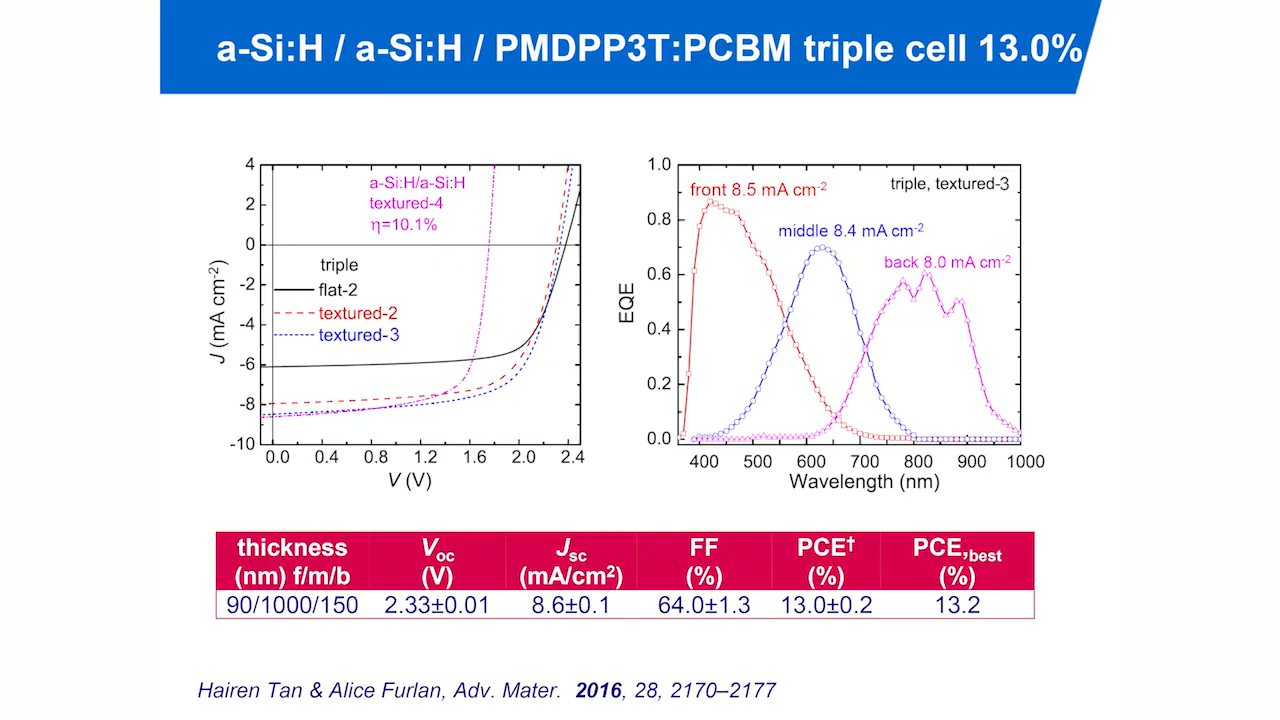 a-Si:H / a-Si:H / PMDPP3T:PCBM triple cell 13.0%
4
2
0
-2
-4
-6
-8
-10
J (mA cm⁻²)
a-Si:H/a-Si:H
textured-4
η=10.1%
triple
flat-2
textured-2
textured-3
0.0 0.4 0.8 1.2 1.6 2.0 2.4
V (V)
1.0
0.8
0.6
0.4
0.2
0.0
EQE
front 8.5 mA cm⁻²
triple, textured-3
middle 8.4 mA cm⁻²
back 8.0 mA cm⁻²
400 500 600 700 800 900 1000
Wavelength (nm)
thickness (nm) f/m/b
Voc (V)
Jsc (mA/cm²)
FF (%)
PCE† (%)
PCE,best (%)
90/1000/150 2.33±0.01 8.6±0.1 64.0±1.3 13.0±0.2 13.2
Hairen Tan & Alice Furlan, Adv. Mater. 2016, 28, 2170–2177